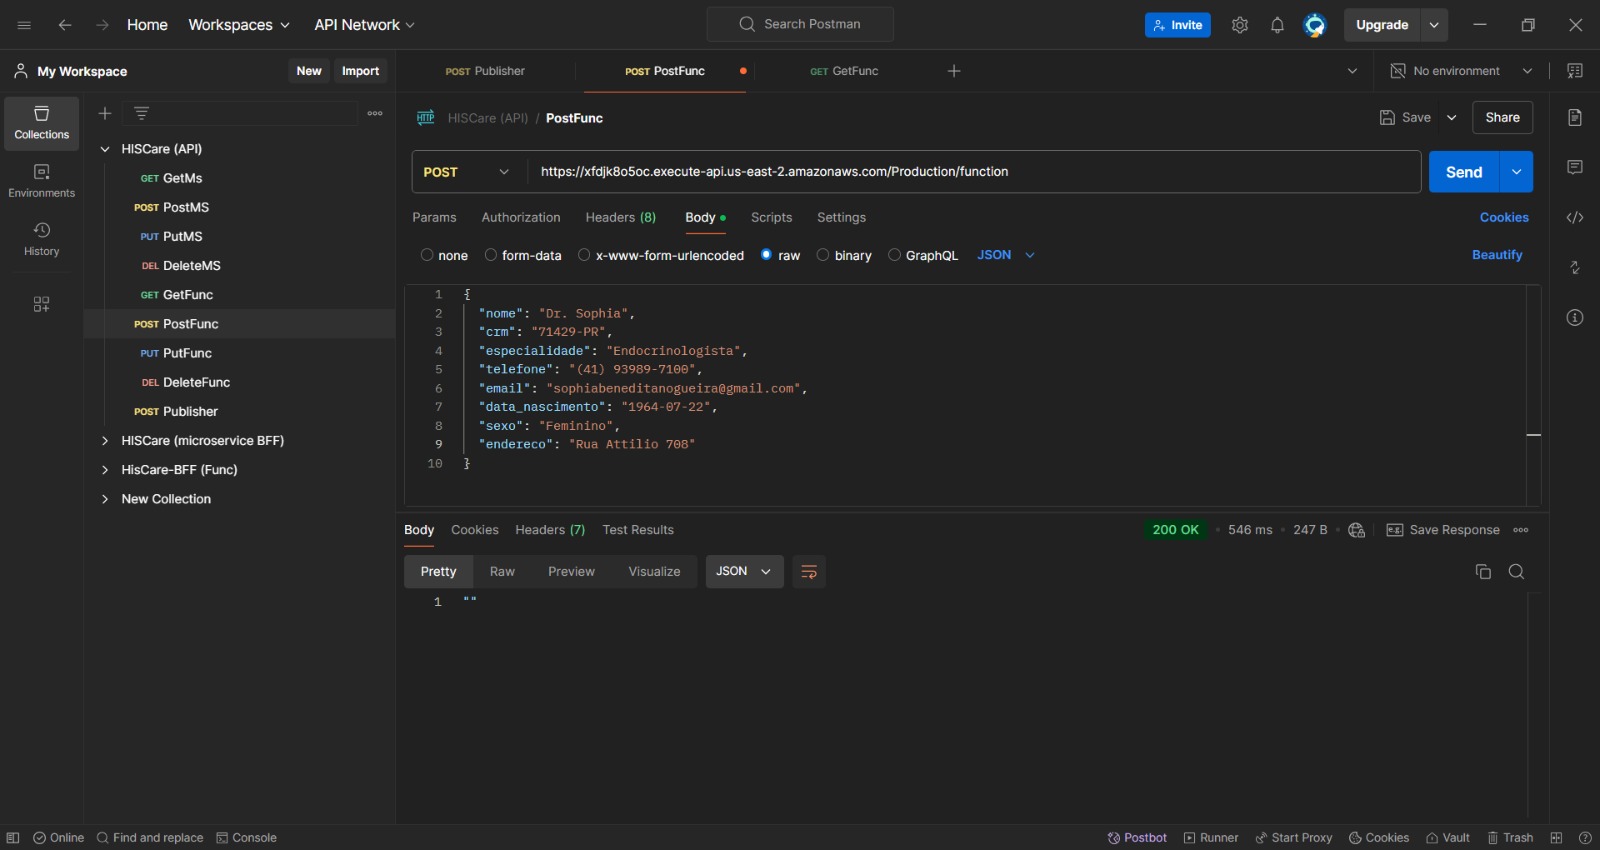 Home Workspaces API Network Search Postman Invite Upgrade
My Workspace New Import POST Publisher POST PostFunc GET GetFunc No environment
Collections
Environments
History
HISCare (API)
GET GetMs
POST PostMS
PUT PutMS
DEL DeleteMS
GET GetFunc
POST PostFunc
PUT PutFunc
DEL DeleteFunc
POST Publisher
HISCare (microservice BFF)
HisCare-BFF (Func)
New Collection
HTTP HISCare (API) / PostFunc Save Share
POST https://xfdjk8o5oc.execute-api.us-east-2.amazonaws.com/Production/function Send
Params Authorization Headers (8) Body Scripts Settings Cookies
none form-data x-www-form-urlencoded raw binary GraphQL JSON Beautify
1 {
2 "nome": "Dr. Sophia",
3 "crm": "71429-PR",
4 "especialidade": "Endocrinologista",
5 "telefone": "(41) 93989-7100",
6 "email": "sophiabeneditanogueira@gmail.com",
7 "data_nascimento": "1964-07-22",
8 "sexo": "Feminino",
9 "endereco": "Rua Attilio 708"
10 }
Body Cookies Headers (7) Test Results 200 OK 546 ms 247 B e.g. Save Response
Pretty Raw Preview Visualize JSON
1 ""
Online Find and replace Console Postbot Runner Start Proxy Cookies Vault Trash